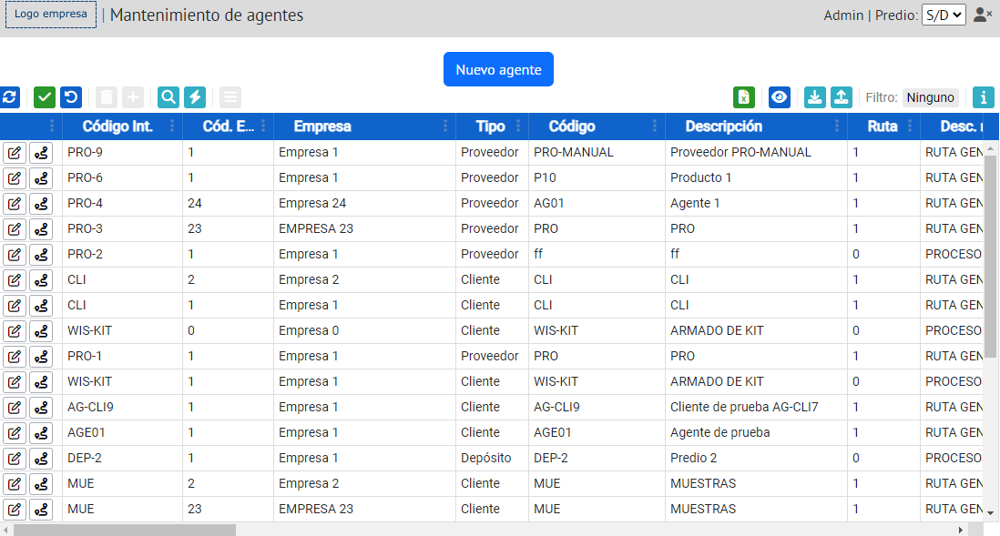 Logo empresa | Mantenimiento de agentes Admin | Predio: S/D
Nuevo agente
Filtro: Ninguno
Código Int. Cód. E... Empresa Tipo Código Descripción Ruta Desc.
PRO-9 1 Empresa 1 Proveedor PRO-MANUAL Proveedor PRO-MANUAL 1 RUTA GEN
PRO-6 1 Empresa 1 Proveedor P10 Producto 1 1 RUTA GEN
PRO-4 24 Empresa 24 Proveedor AG01 Agente 1 1 RUTA GEN
PRO-3 23 EMPRESA 23 Proveedor PRO PRO 1 RUTA GEN
PRO-2 1 Empresa 1 Proveedor ff ff 0 PROCESO
CLI 2 Empresa 2 Cliente CLI CLI 1 RUTA GEN
CLI 1 Empresa 1 Cliente CLI CLI 1 RUTA GEN
WIS-KIT 0 Empresa 0 Cliente WIS-KIT ARMADO DE KIT 0 PROCESO
PRO-1 1 Empresa 1 Proveedor PRO PRO 1 RUTA GEN
WIS-KIT 1 Empresa 1 Cliente WIS-KIT ARMADO DE KIT 0 PROCESO
AG-CLI9 1 Empresa 1 Cliente AG-CLI9 Cliente de prueba AG-CLI7 1 RUTA GEN
AGE01 1 Empresa 1 Cliente AGE01 Agente de prueba 1 RUTA GEN
DEP-2 1 Empresa 1 Depósito DEP-2 Predio 2 0 PROCESO
MUE 2 Empresa 2 Cliente MUE MUESTRAS 1 RUTA GEN
MUE 23 EMPRESA 23 Cliente MUE MUESTRAS 1 RUTA GEN